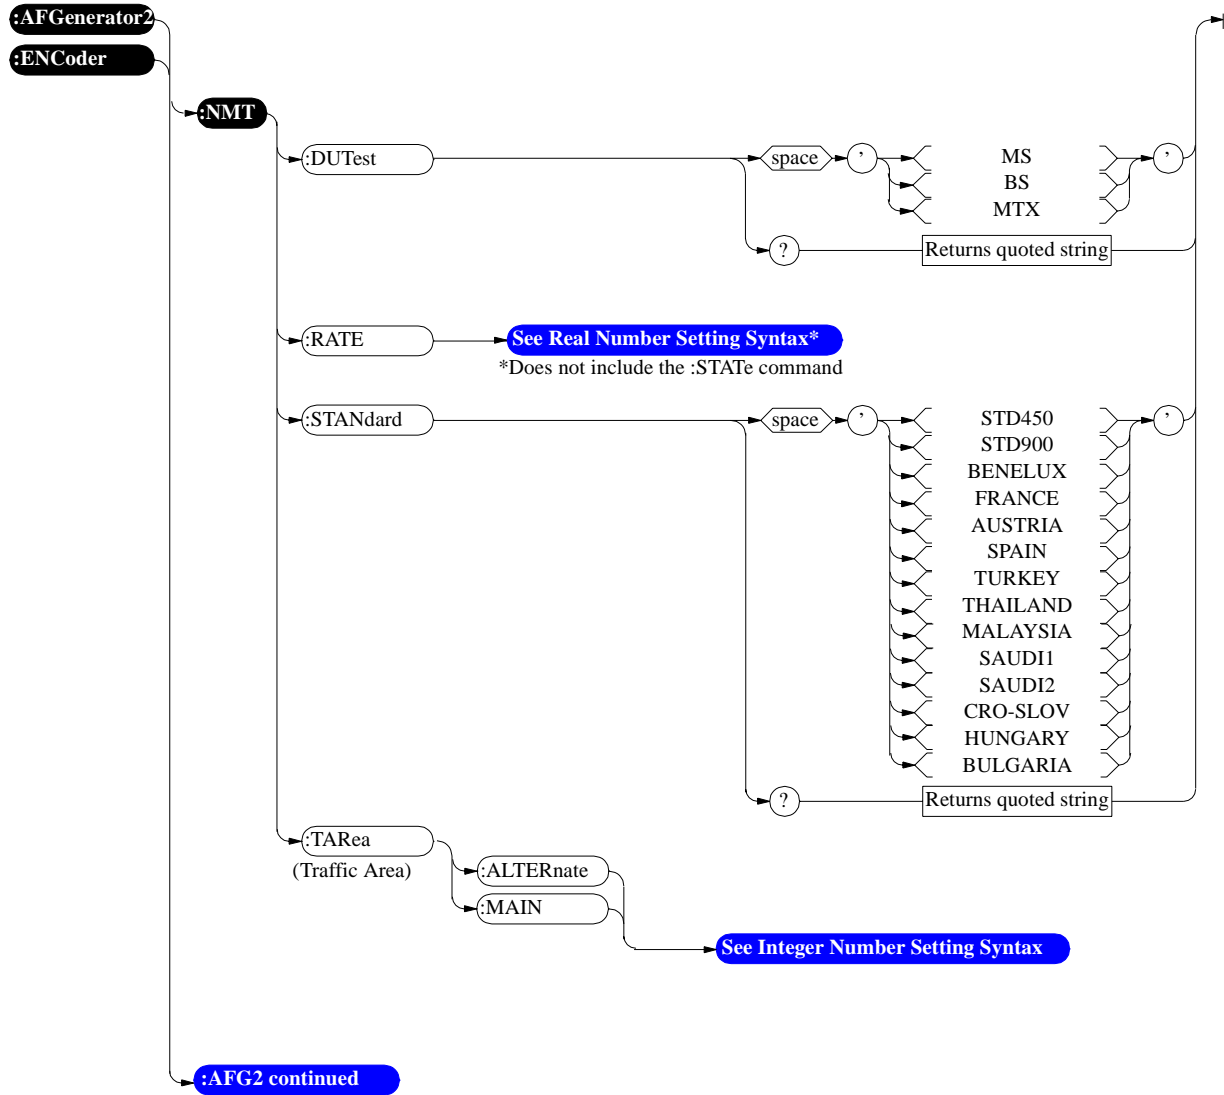 :AFGenerator2
:ENCoder
:NMT
:DUTest
space
’
MS
BS
MTX
’
?
Returns quoted string
:RATE
See Real Number Setting Syntax*
*Does not include the :STATe command
:STANdard
space
’
STD450
STD900
BENELUX
FRANCE
AUSTRIA
SPAIN
TURKEY
THAILAND
MALAYSIA
SAUDI1
SAUDI2
CRO-SLOV
HUNGARY
BULGARIA
’
?
Returns quoted string
:TARea
(Traffic Area)
:ALTERnate
:MAIN
See Integer Number Setting Syntax
:AFG2 continued